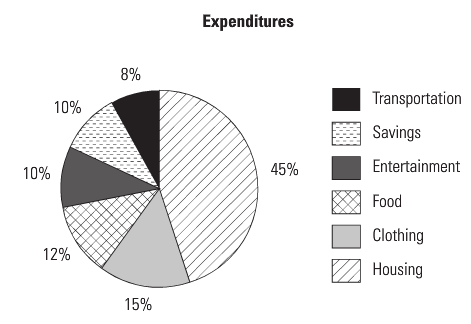 Expenditures
8%
10%
10%
12%
15%
45%
Transportation
Savings
Entertainment
Food
Clothing
Housing